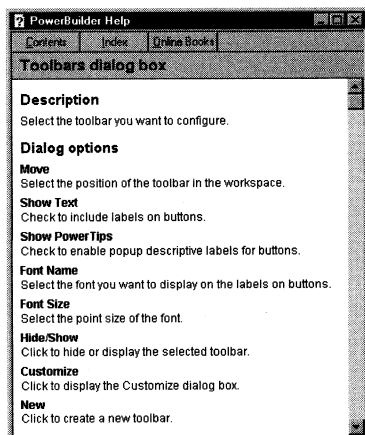 PowerBuilder Help
Contents Index Online Books
Toolbars dialog box
Description
Select the toolbar you want to configure.
Dialog options
Move
Select the position of the toolbar in the workspace.
Show Text
Check to include labels on buttons.
Show PowerTips
Check to enable popup descriptive labels for buttons.
Font Name
Select the font you want to display on the labels on buttons.
Font Size
Select the point size of the font.
Hide/Show
Click to hide or display the selected toolbar.
Customize
Click to display the Customize dialog box.
New
Click to create a new toolbar.